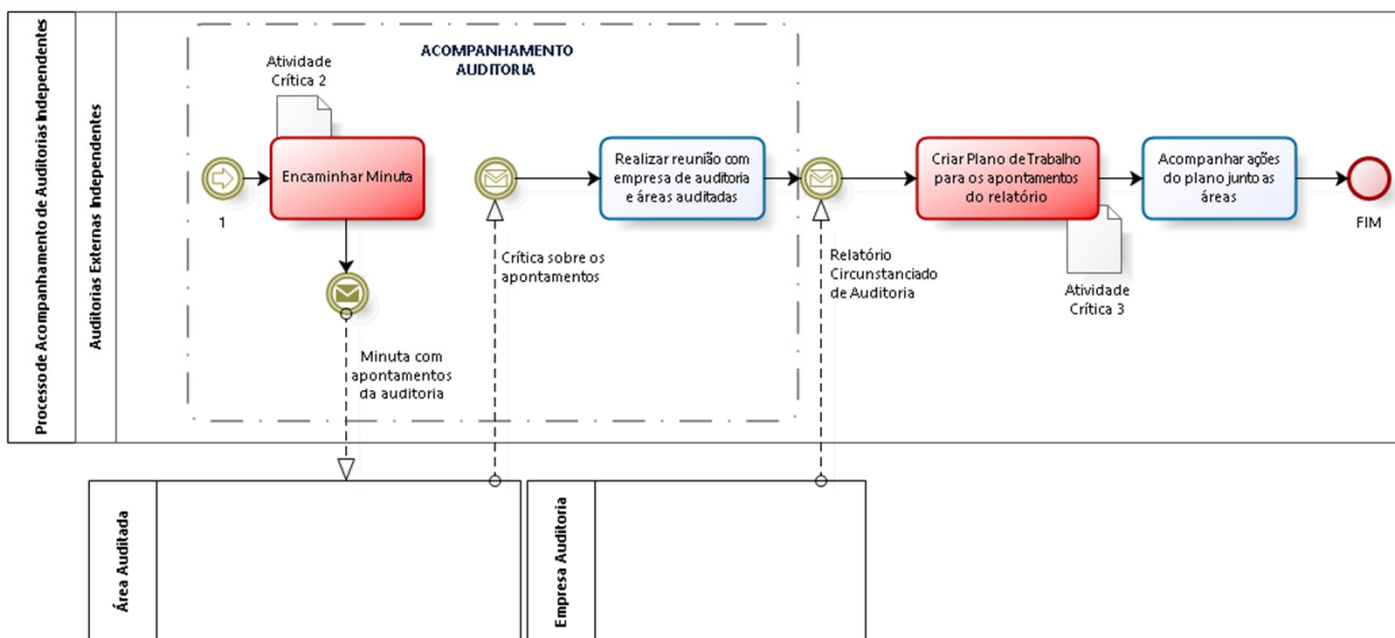 Processo de Acompanhamento de Auditorias Independentes
Auditorias Externas Independentes
ACOMPANHAMENTO
AUDITORIA
Atividade
Crítica 2
1
Encaminhar Minuta
Minuta com
apontamentos
da auditoria
Crítica sobre os
apontamentos
Realizar reunião com
empresa de auditoria
e áreas auditadas
Relatório
Circunstanciado
de Auditoria
Criar Plano de Trabalho
para os apontamentos
do relatório
Atividade
Crítica 3
Acompanhar ações
do plano junto as
áreas
FIM
Área Auditada
Empresa Auditoria